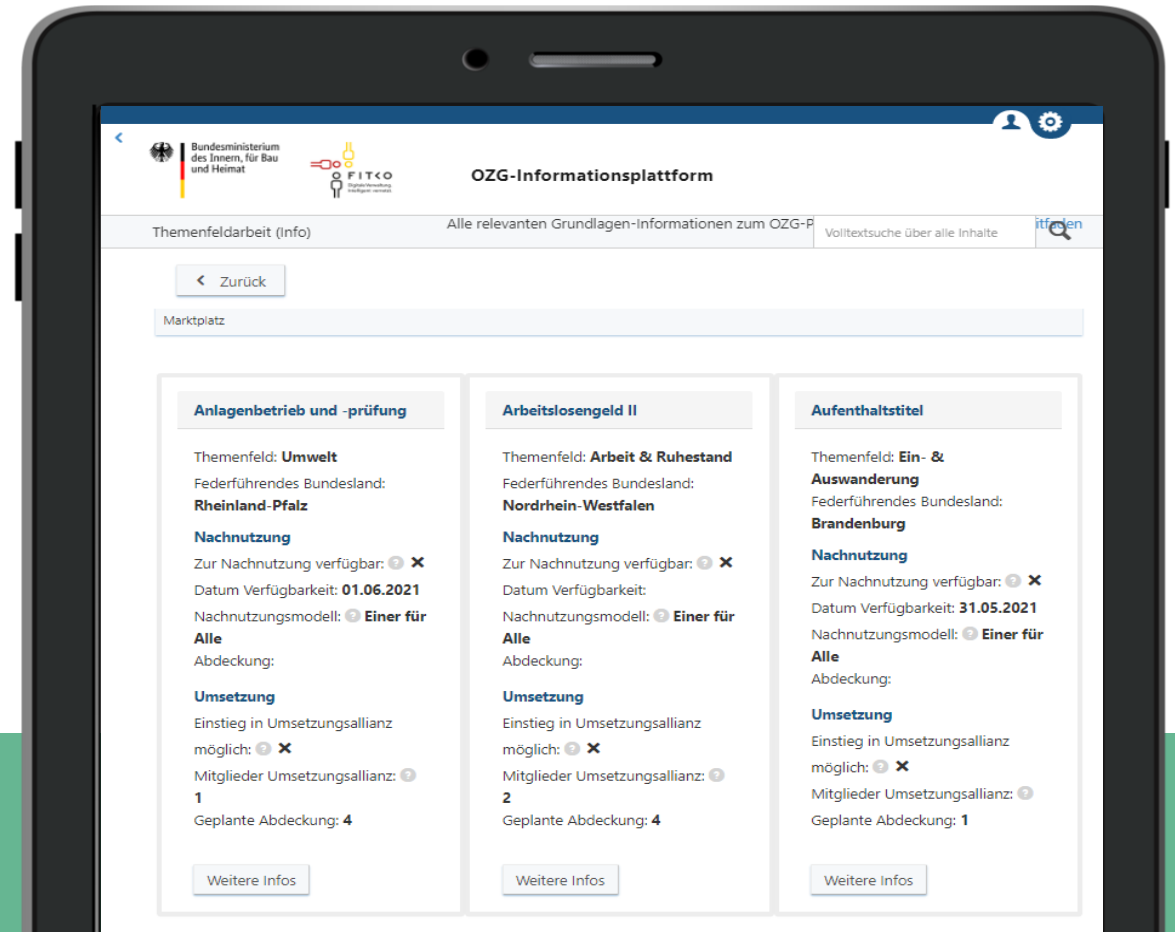 Bundesministerium
des Innern, für Bau
und Heimat
FITKO
Digitale Verwaltung.
Intelligent vernetzt.
OZG-Informationsplattform
Themenfeldarbeit (Info)
Alle relevanten Grundlagen-Informationen zum OZG-P
Volltextsuche über alle Inhalte
itfaden
Zurück
Marktplatz
Anlagenbetrieb und -prüfung
Themenfeld: Umwelt
Federführendes Bundesland:
Rheinland-Pfalz
Nachnutzung
Zur Nachnutzung verfügbar: ? ✕
Datum Verfügbarkeit: 01.06.2021
Nachnutzungsmodell: ? Einer für
Alle
Abdeckung:
Umsetzung
Einstieg in Umsetzungsallianz
möglich: ? ✕
Mitglieder Umsetzungsallianz: ?
1
Geplante Abdeckung: 4
Weitere Infos
Arbeitslosengeld II
Themenfeld: Arbeit & Ruhestand
Federführendes Bundesland:
Nordrhein-Westfalen
Nachnutzung
Zur Nachnutzung verfügbar: ? ✕
Datum Verfügbarkeit:
Nachnutzungsmodell: ? Einer für
Alle
Abdeckung:
Umsetzung
Einstieg in Umsetzungsallianz
möglich: ? ✕
Mitglieder Umsetzungsallianz: ?
2
Geplante Abdeckung: 4
Weitere Infos
Aufenthaltstitel
Themenfeld: Ein- &
Auswanderung
Federführendes Bundesland:
Brandenburg
Nachnutzung
Zur Nachnutzung verfügbar: ? ✕
Datum Verfügbarkeit: 31.05.2021
Nachnutzungsmodell: ? Einer für
Alle
Abdeckung:
Umsetzung
Einstieg in Umsetzungsallianz
möglich: ? ✕
Mitglieder Umsetzungsallianz: ?
Geplante Abdeckung: 1
Weitere Infos